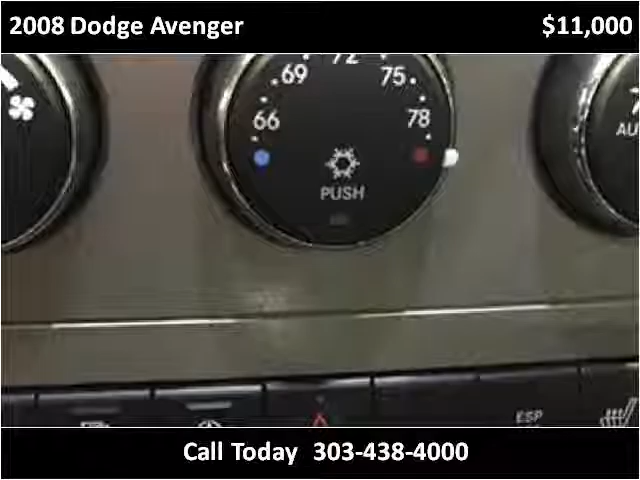 2008 Dodge Avenger $11,000
69 72 75
66 78
PUSH
ESP
Call Today 303-438-4000